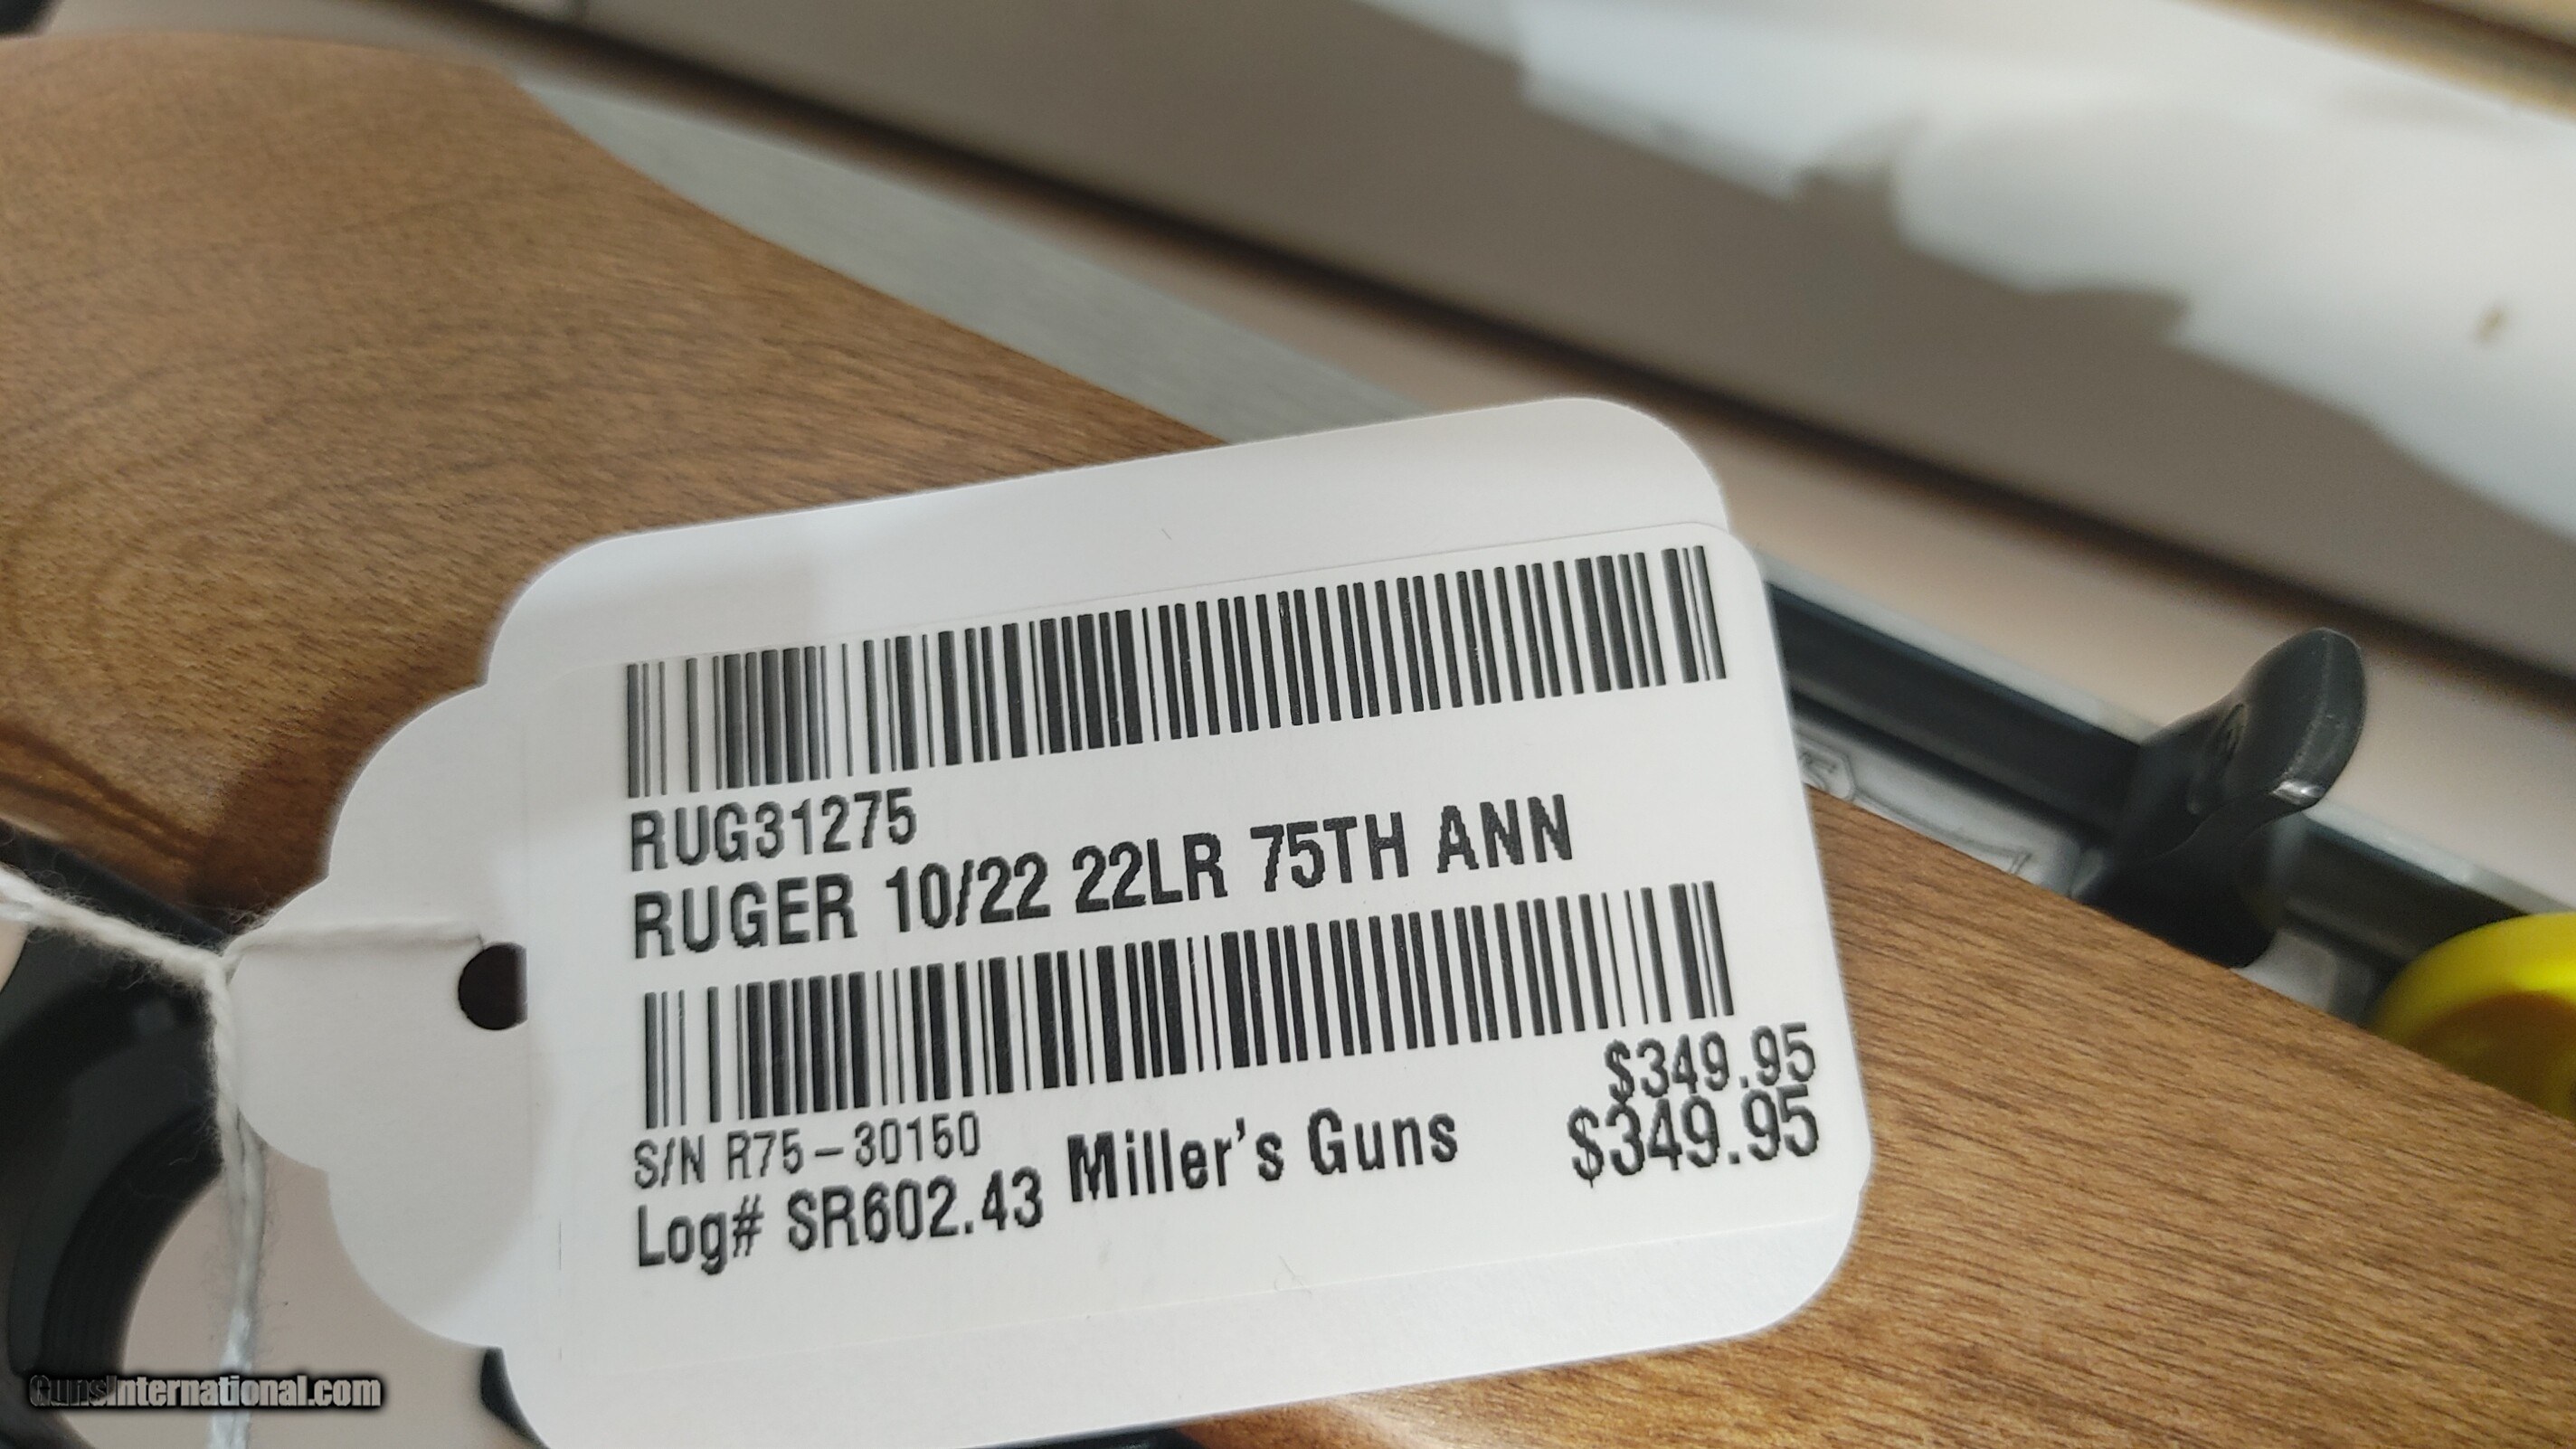 RUG31275
RUGER 10/22 22LR 75TH ANN
$349.95
S/N R75-30150
Miller's Guns
$349.95
Log# SR602.43
GunsInternational.com